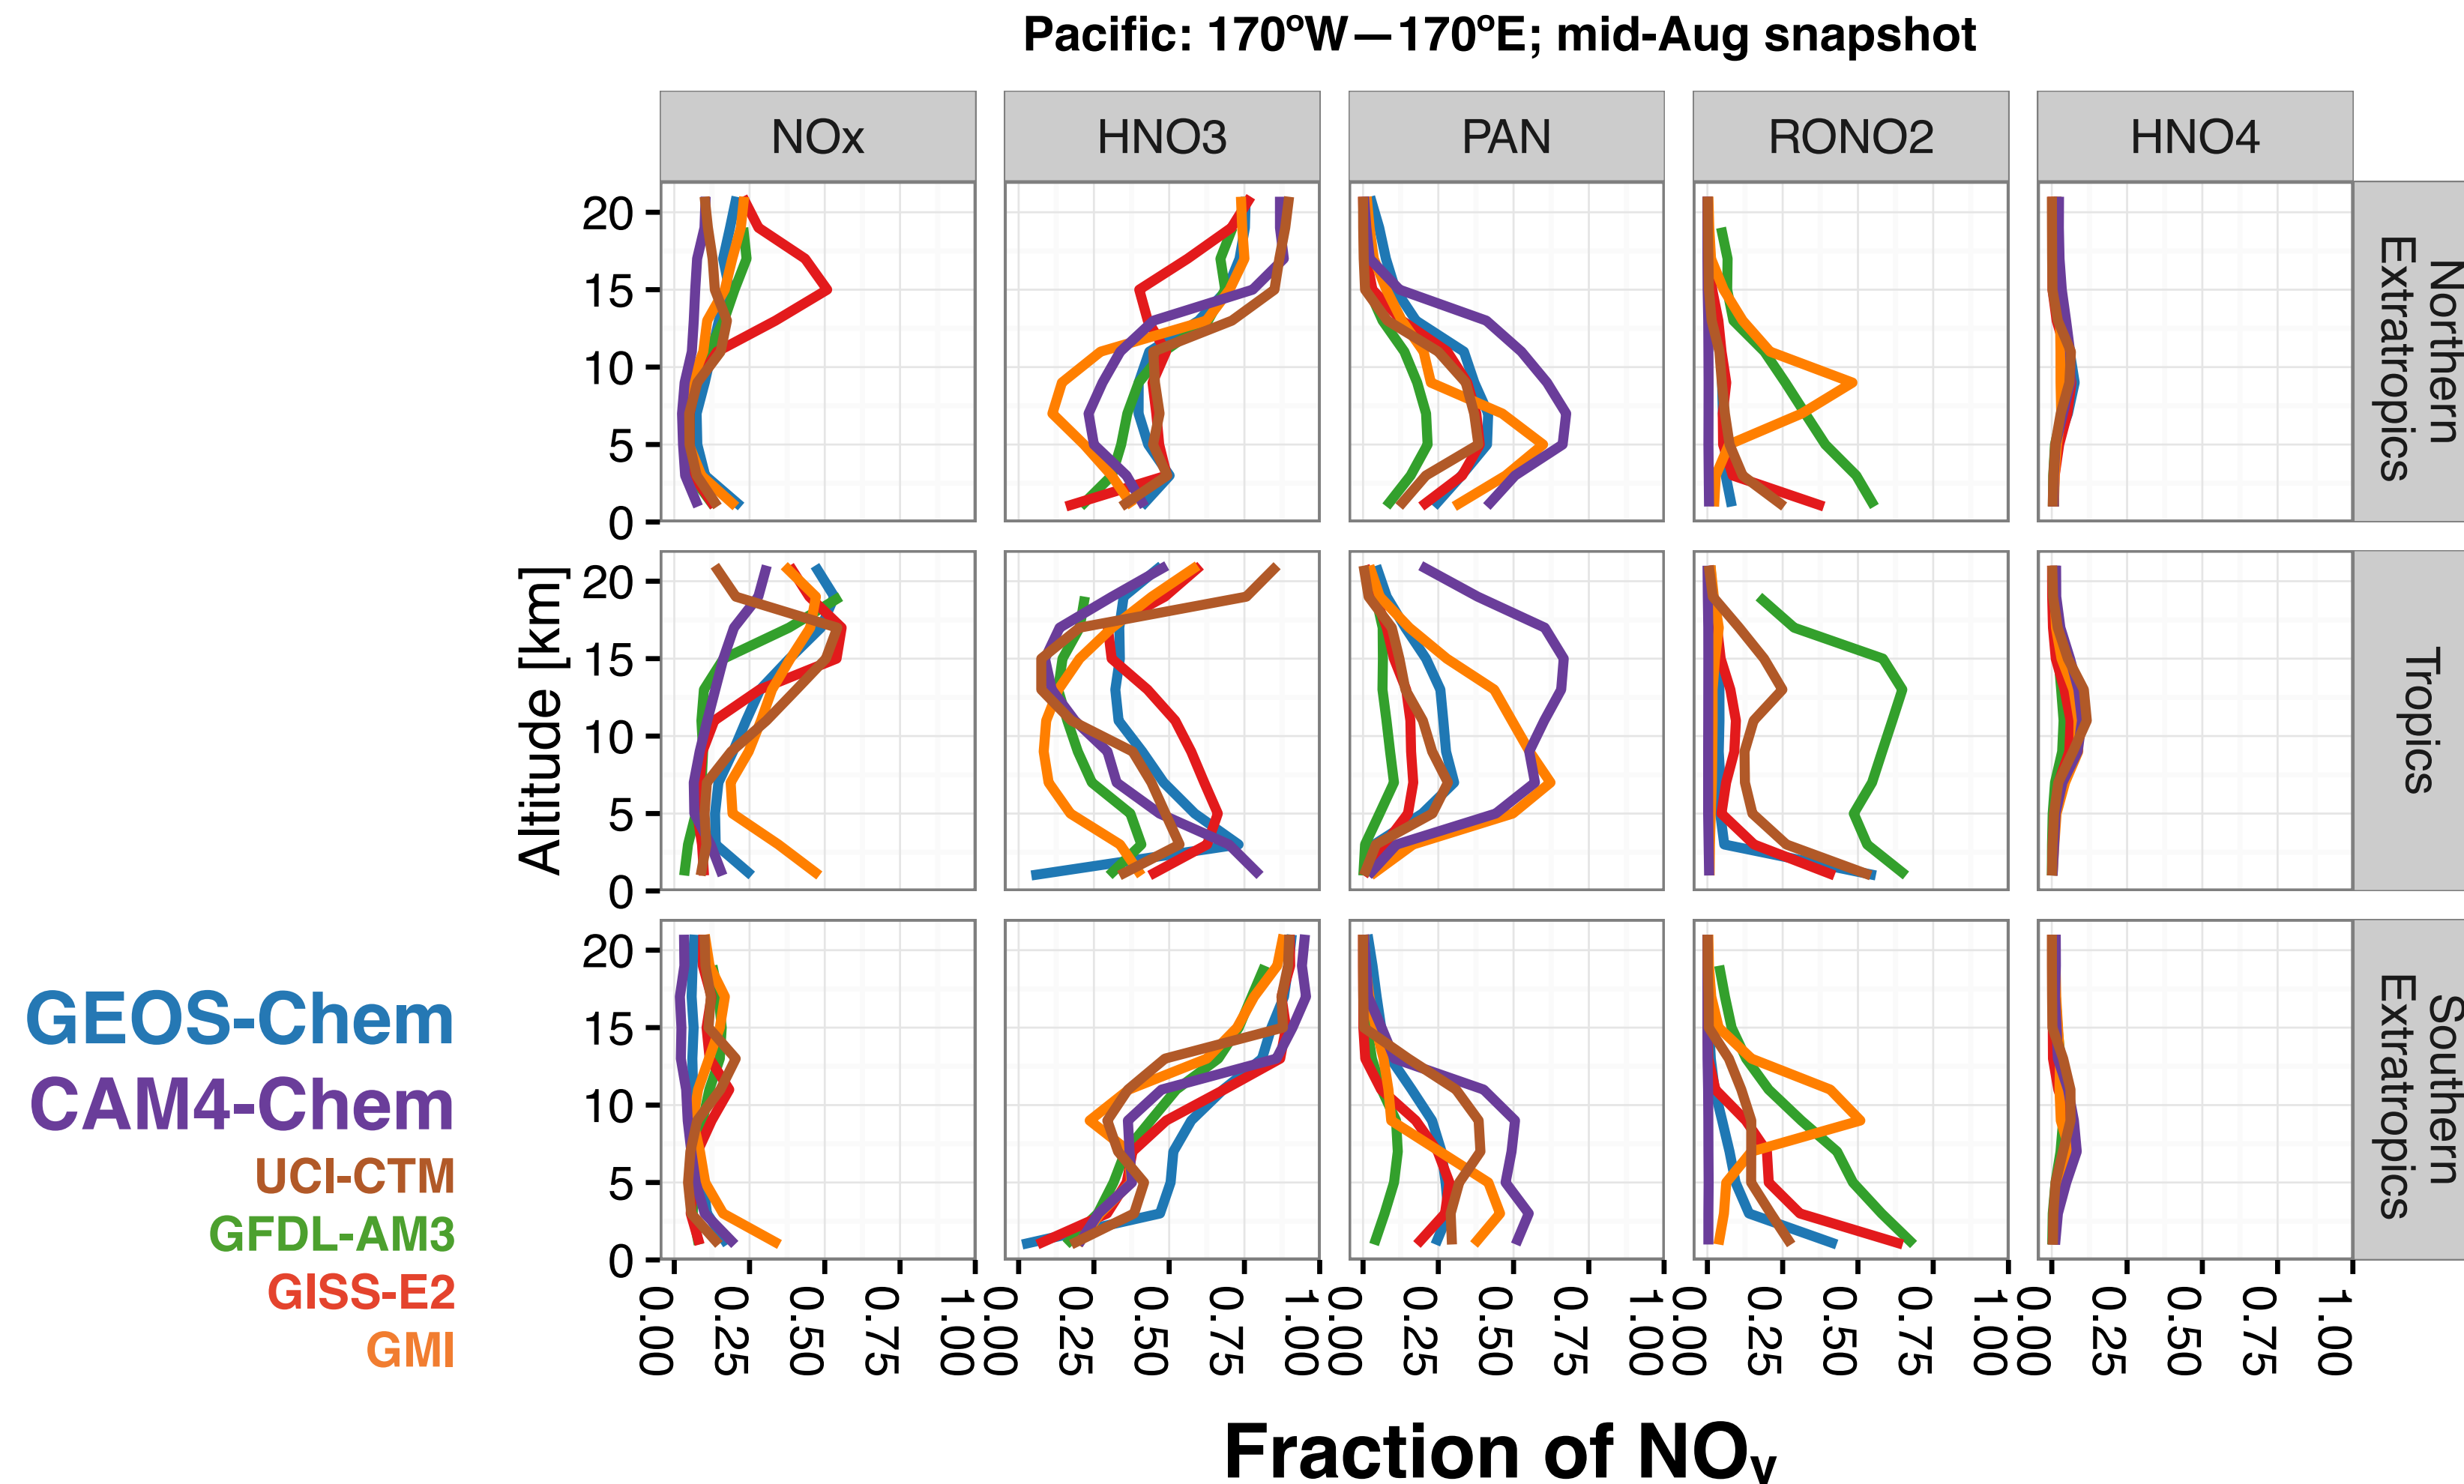 Pacific: 170ºW—170ºE; mid-Aug snapshot
NOx HNO3 PAN RONO2 HNO4
20
15
10
5
0
Northern
Extratropics
20
15
10
5
0
Tropics
20
15
10
5
0
Southern
Extratropics
Altitude [km]
GEOS-Chem
CAM4-Chem
UCI-CTM
GFDL-AM3
GISS-E2
GMI
0.00 0.25 0.50 0.75 1.00 0.00 0.25 0.50 0.75 1.00 0.00 0.25 0.50 0.75 1.00 0.00 0.25 0.50 0.75 1.00 0.00 0.25 0.50 0.75 1.00
Fraction of NOy